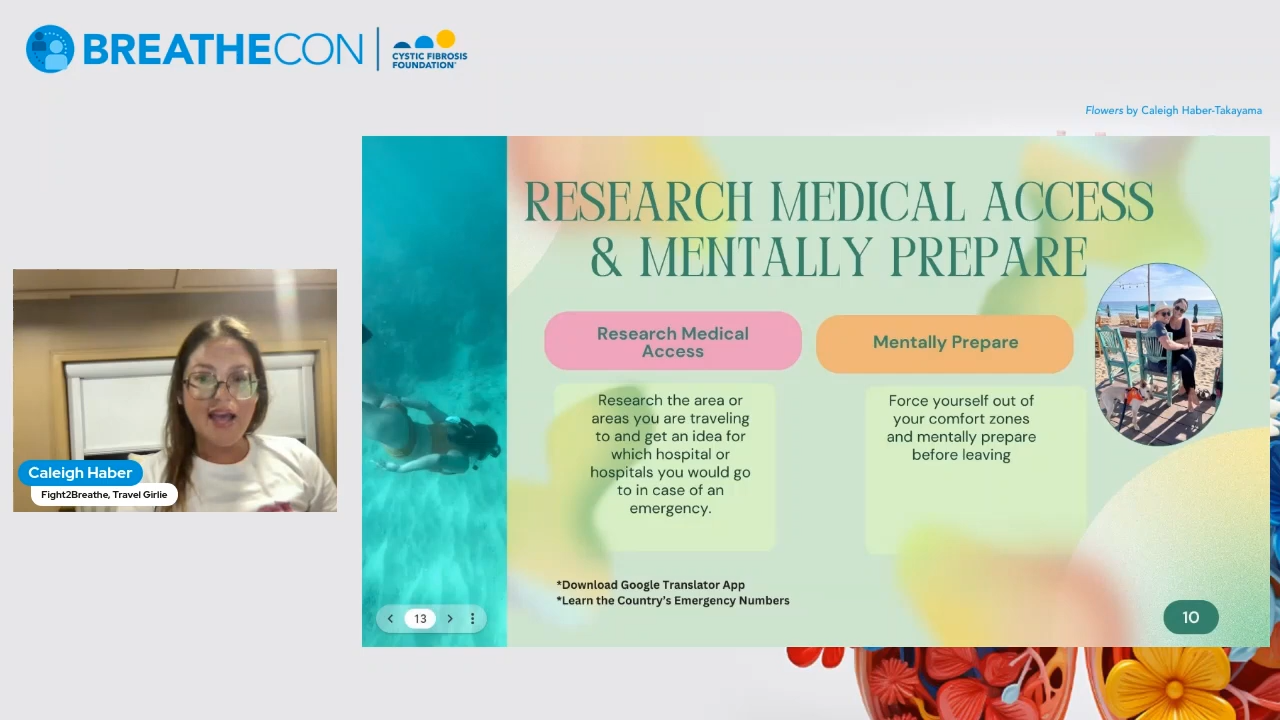 BREATHECON
CYSTIC FIBROSIS
FOUNDATION
Flowers by Caleigh Haber-Takayama
RESEARCH MEDICAL ACCESS
& MENTALLY PREPARE
Research Medical
Access
Mentally Prepare
Research the area or
areas you are traveling
to and get an idea for
which hospital or
hospitals you would go
to in case of an
emergency.
Force yourself out of
your comfort zones
and mentally prepare
before leaving
*Download Google Translator App
*Learn the Country's Emergency Numbers
13
10
Caleigh Haber
Fight2Breathe, Travel Girlie